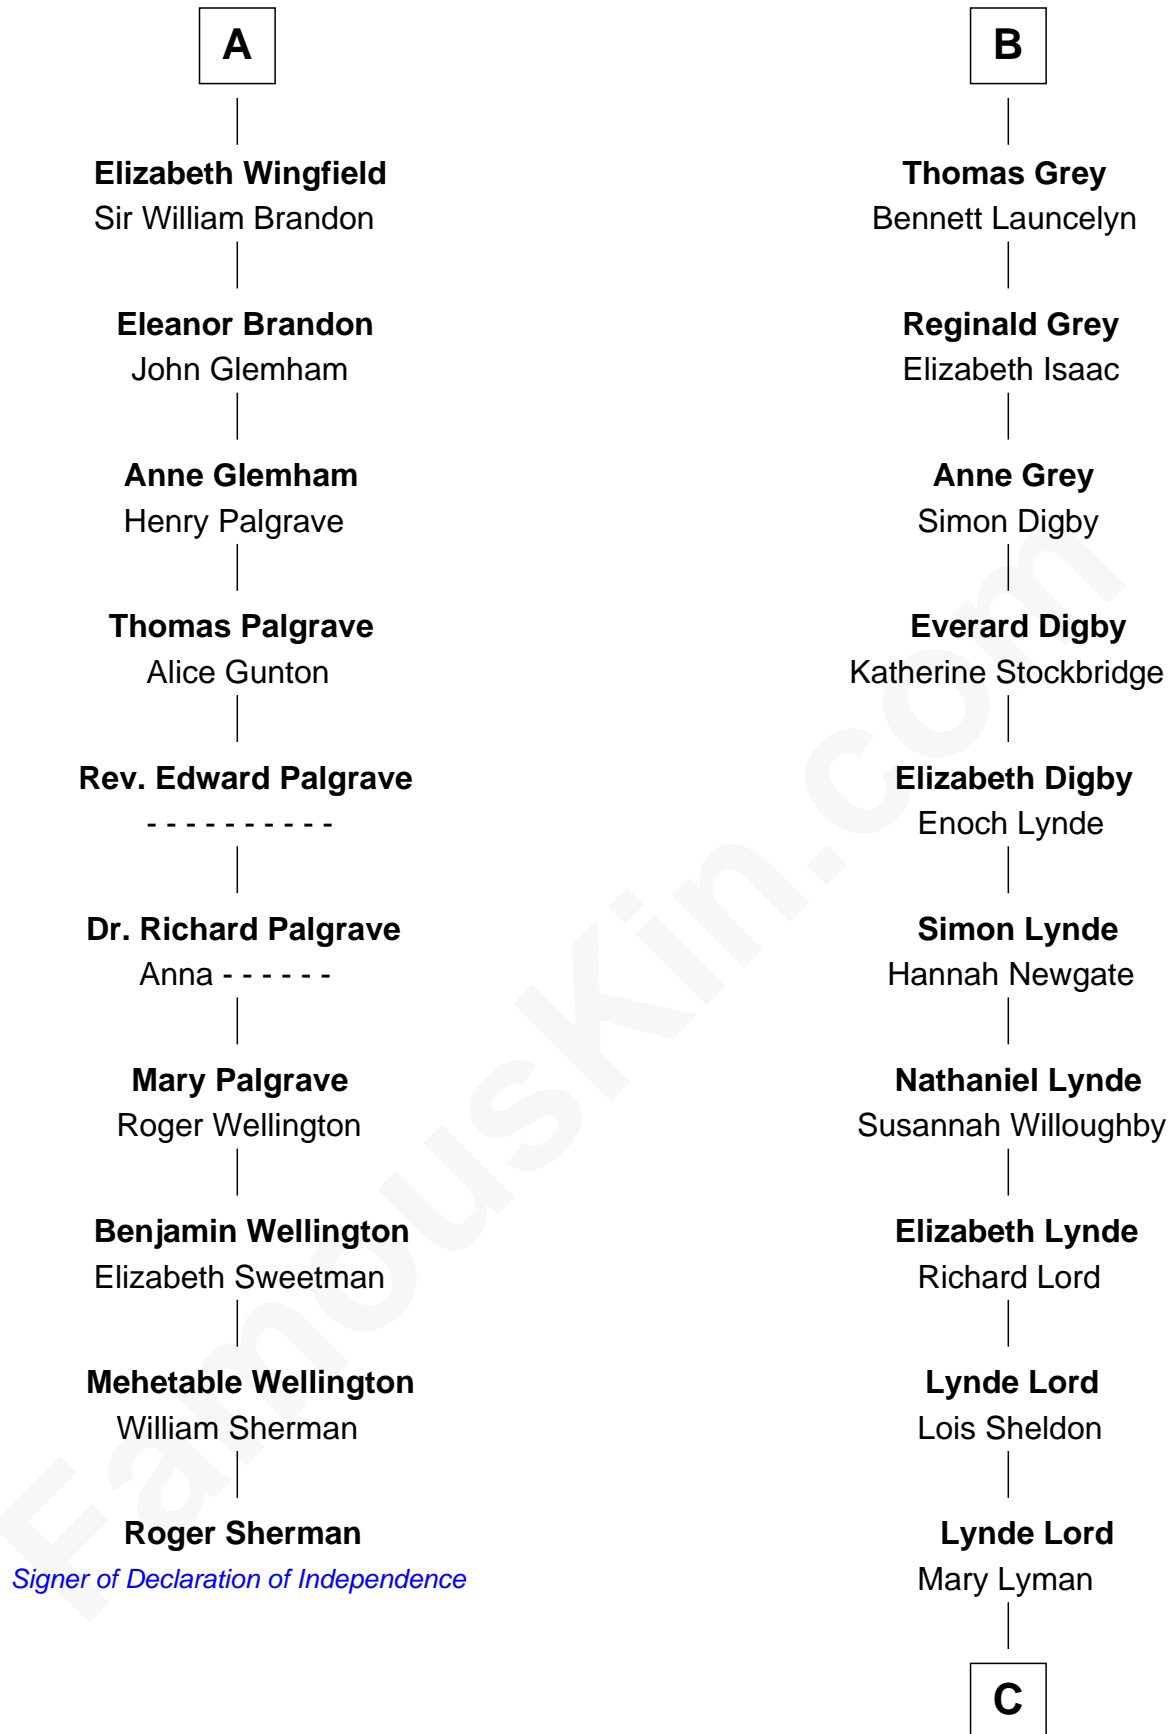 A
Elizabeth Wingfield
Sir William Brandon
Eleanor Brandon
John Glemham
Anne Glemham
Henry Palgrave
Thomas Palgrave
Alice Gunton
Rev. Edward Palgrave
- - - - - - - - - -
Dr. Richard Palgrave
Anna - - - - - -
Mary Palgrave
Roger Wellington
Benjamin Wellington
Elizabeth Sweetman
Mehetable Wellington
William Sherman
Roger Sherman
Signer of Declaration of Independence
B
Thomas Grey
Bennett Launcelyn
Reginald Grey
Elizabeth Isaac
Anne Grey
Simon Digby
Everard Digby
Katherine Stockbridge
Elizabeth Digby
Enoch Lynde
Simon Lynde
Hannah Newgate
Nathaniel Lynde
Susannah Willoughby
Elizabeth Lynde
Richard Lord
Lynde Lord
Lois Sheldon
Lynde Lord
Mary Lyman
C
FamousKin.com